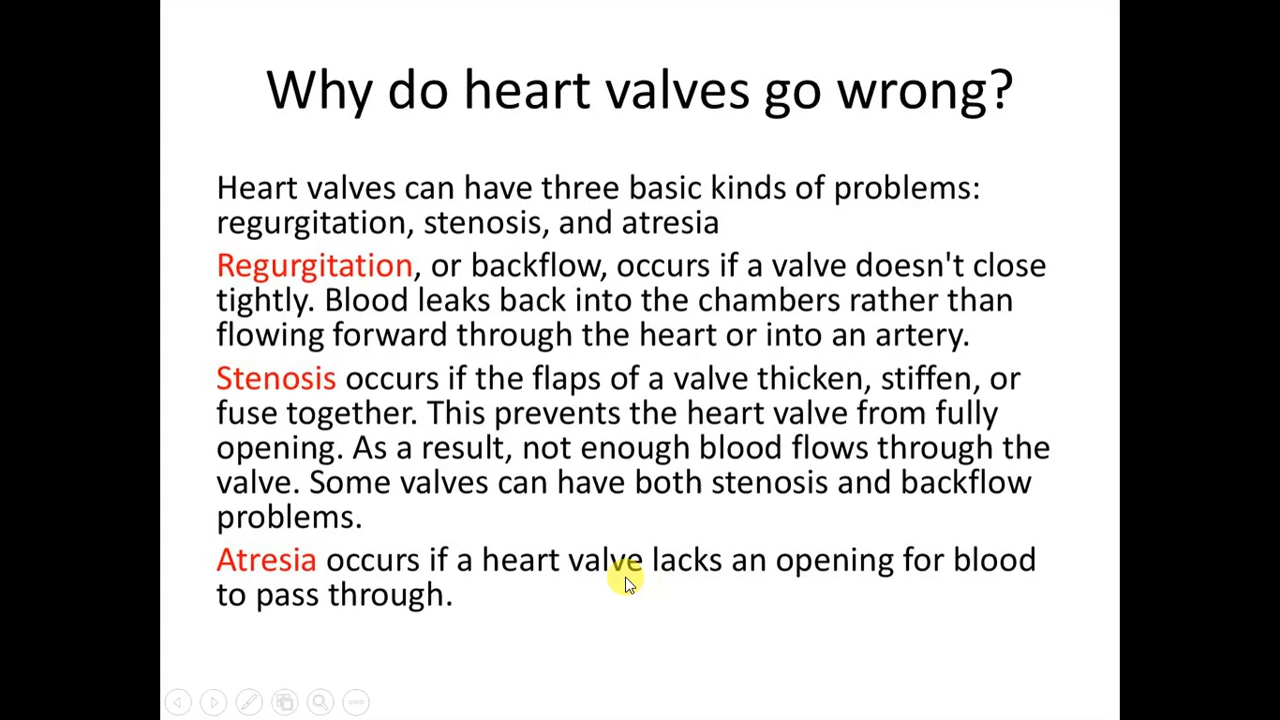 Why do heart valves go wrong?
Heart valves can have three basic kinds of problems:
regurgitation, stenosis, and atresia
Regurgitation, or backflow, occurs if a valve doesn't close
tightly. Blood leaks back into the chambers rather than
flowing forward through the heart or into an artery.
Stenosis occurs if the flaps of a valve thicken, stiffen, or
fuse together. This prevents the heart valve from fully
opening. As a result, not enough blood flows through the
valve. Some valves can have both stenosis and backflow
problems.
Atresia occurs if a heart valve lacks an opening for blood
to pass through.